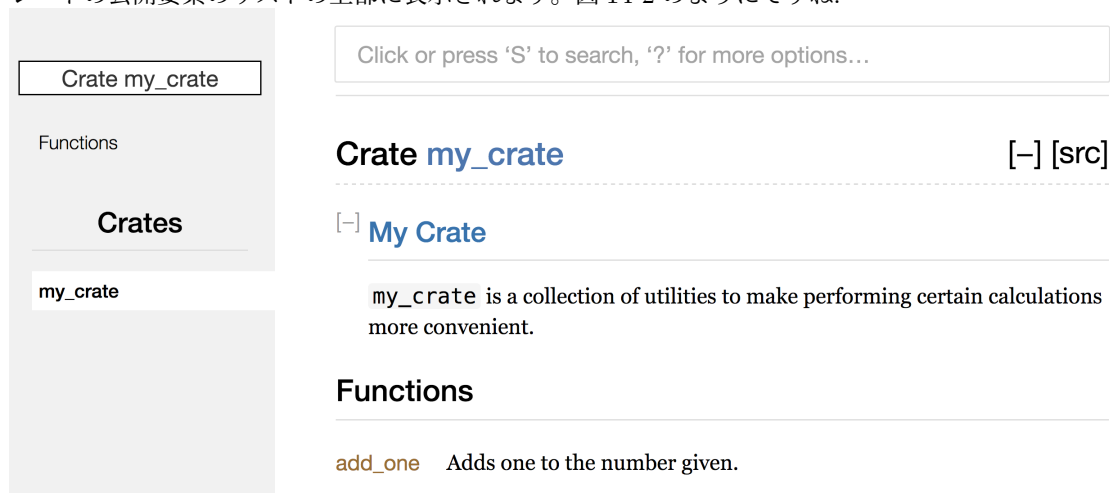 Click or press ‘S’ to search, ‘?’ for more options…
Crate my_crate
Functions
Crates
my_crate
Crate my_crate
[–] [src]
[–] My Crate
my_crate is a collection of utilities to make performing certain calculations
more convenient.
Functions
add_one Adds one to the number given.